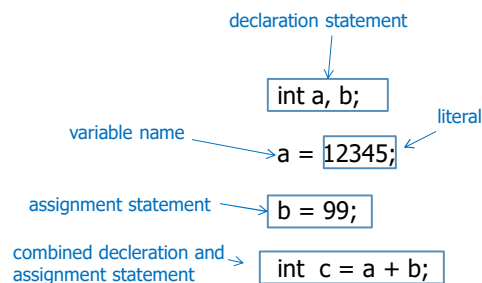 declaration statement
int a, b;
literal
variable name
a = 12345;
assignment statement
b = 99;
combined decleration and
assignment statement
int c = a + b;